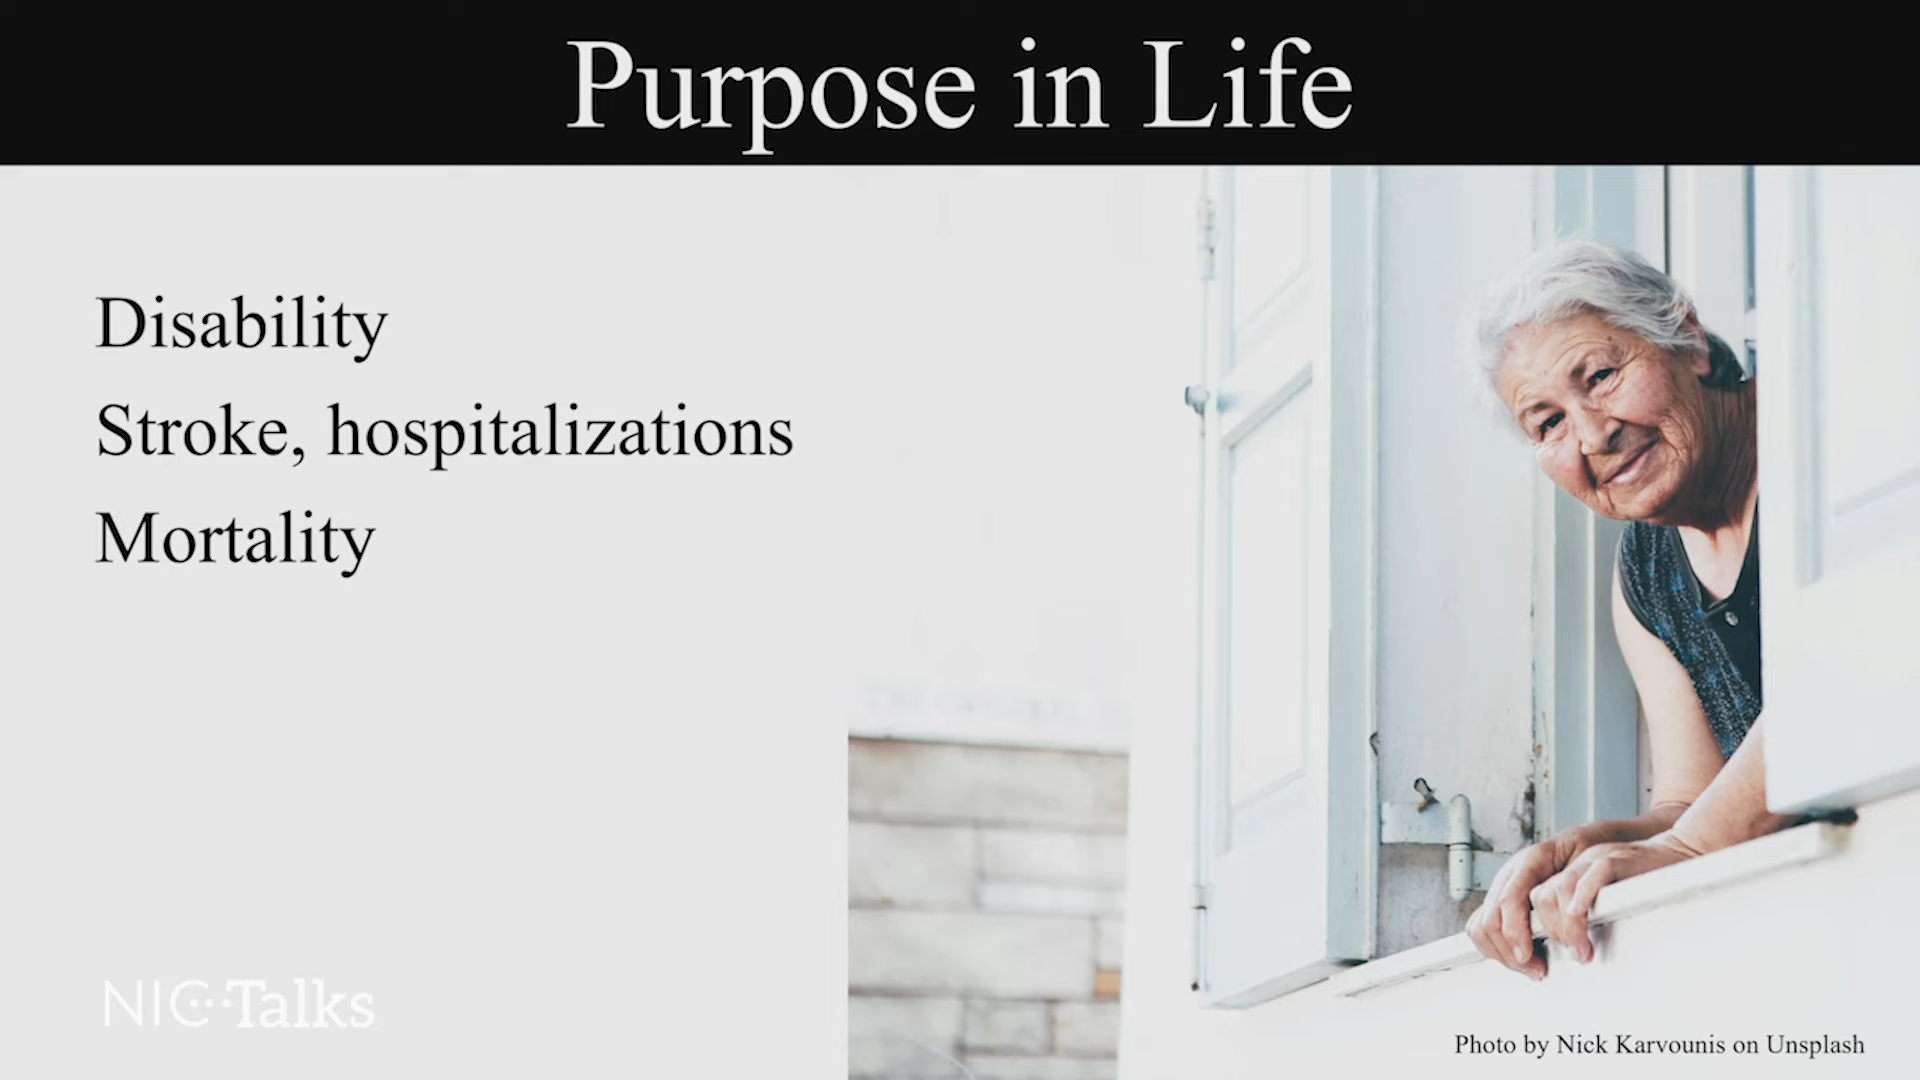 Purpose in Life
Disability
Stroke, hospitalizations
Mortality
NIC Talks
Photo by Nick Karvounis on Unsplash